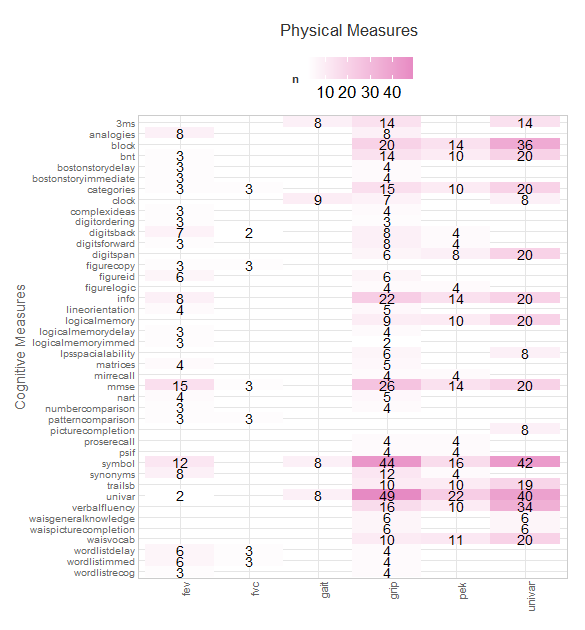 Physical Measures
n
10 20 30 40
Cognitive Measures
3ms 8 14 14
analogies 8 8
block 20 14 36
bnt 3 14 10 20
bostonstorydelay 3 4
bostonstoryimmediate 3 4
categories 3 3 15 10 20
clock 9 7 8
complexideas 3 4
digitordering 3 3
digitsback 7 2 8 4
digitsforward 3 8 4
digitspan 6 8 20
figurecopy 3 3
figureid 6 6
figurelogic 4 4
info 8 22 14 20
lineorientation 4 5
logicalmemory 9 10 20
logicalmemorydelay 3 4
logicalmemoryimmed 3 2
lpsspacialability 6 8
matrices 4 5
mirrecall 4 4
mmse 15 3 26 14 20
nart 4 5
numbercomparison 3 4
patterncomparison 3 3
picturecompletion 8
proserecall 4 4
psif 4 4
symbol 12 8 44 16 42
synonyms 8 12 4
trailsb 10 10 19
univar 2 8 49 22 40
verbalfluency 16 10 34
waisgeneralknowledge 6 6
waispicturecompletion 6 6
waisvocab 10 11 20
wordlistdelay 6 3 4
wordlistimmed 6 3 4
wordlistrecog 3 4
fev fvc gait grip pek univar